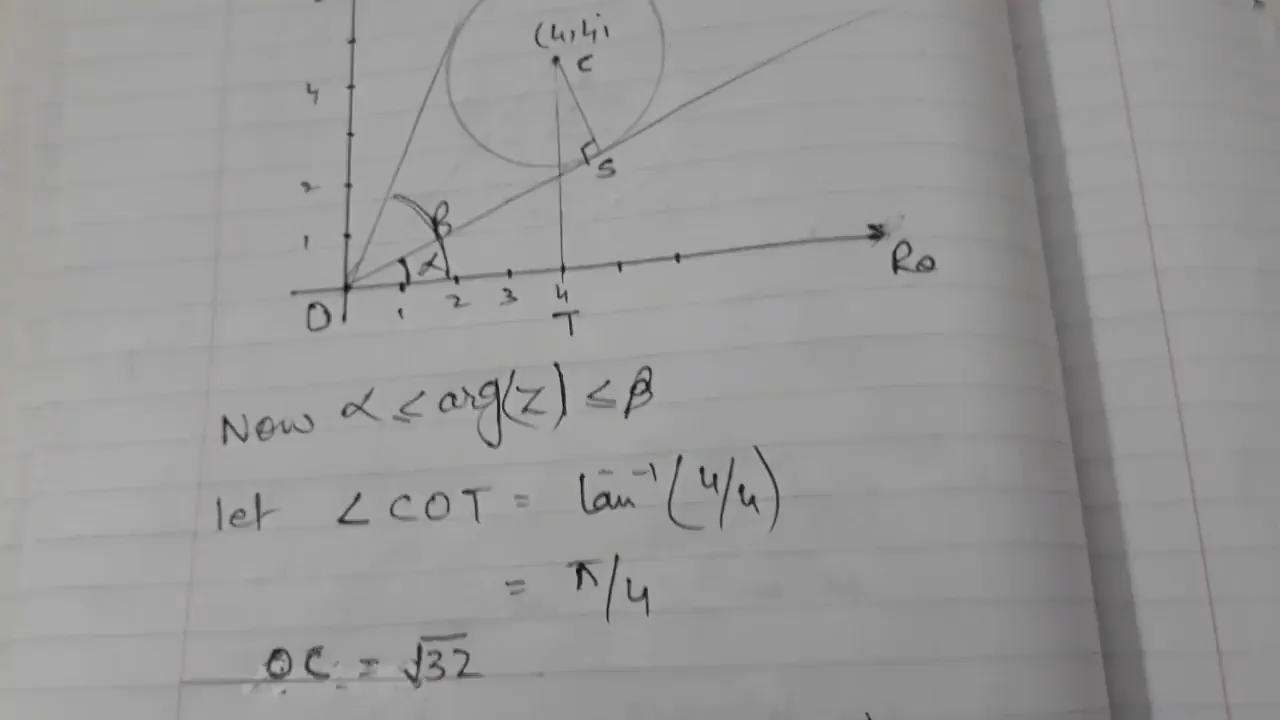 (4,4)
C
4
S
2
β
1
α
Re
O
1 2 3 4
T
Now α ≤ arg(z) ≤ β
let ∠COT = tan⁻¹(4/4)
= π/4
OC = √32